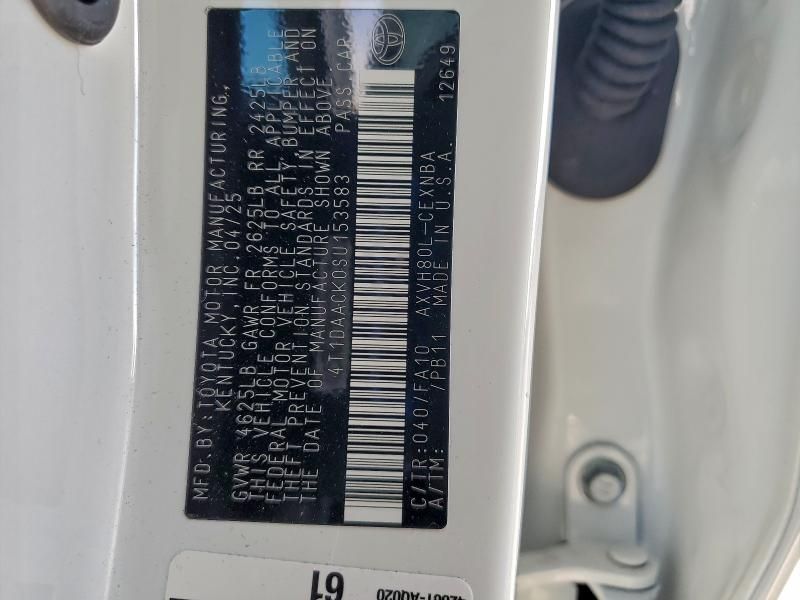 MFD. BY: TOYOTA MOTOR MANUFACTURING,
KENTUCKY, INC. 04/25
GVWR 4625LB GAWR FR 2625LB RR 2425LB
THIS VEHICLE CONFORMS TO ALL APPLICABLE
FEDERAL MOTOR VEHICLE SAFETY, BUMPER AND
THEFT PREVENTION STANDARDS IN EFFECT ON
THE DATE OF MANUFACTURE SHOWN ABOVE.
4T1DAACK0SU153583 PASS. CAR
C/TR: 040/FA10 AXVH80L-CEXNBA
A/TM: /PB11 MADE IN U.S.A. 12649
61
42661-AQ020